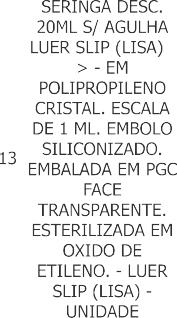 SERINGA DESC.
20ML S/ AGULHA
LUER SLIP (LISA)
> - EM
POLIPROPILENO
CRISTAL. ESCALA
DE 1 ML. EMBOLO
SILICONIZADO.
13 EMBALADA EM PGC
FACE
TRANSPARENTE.
ESTERILIZADA EM
OXIDO DE
ETILENO. - LUER
SLIP (LISA) -
UNIDADE